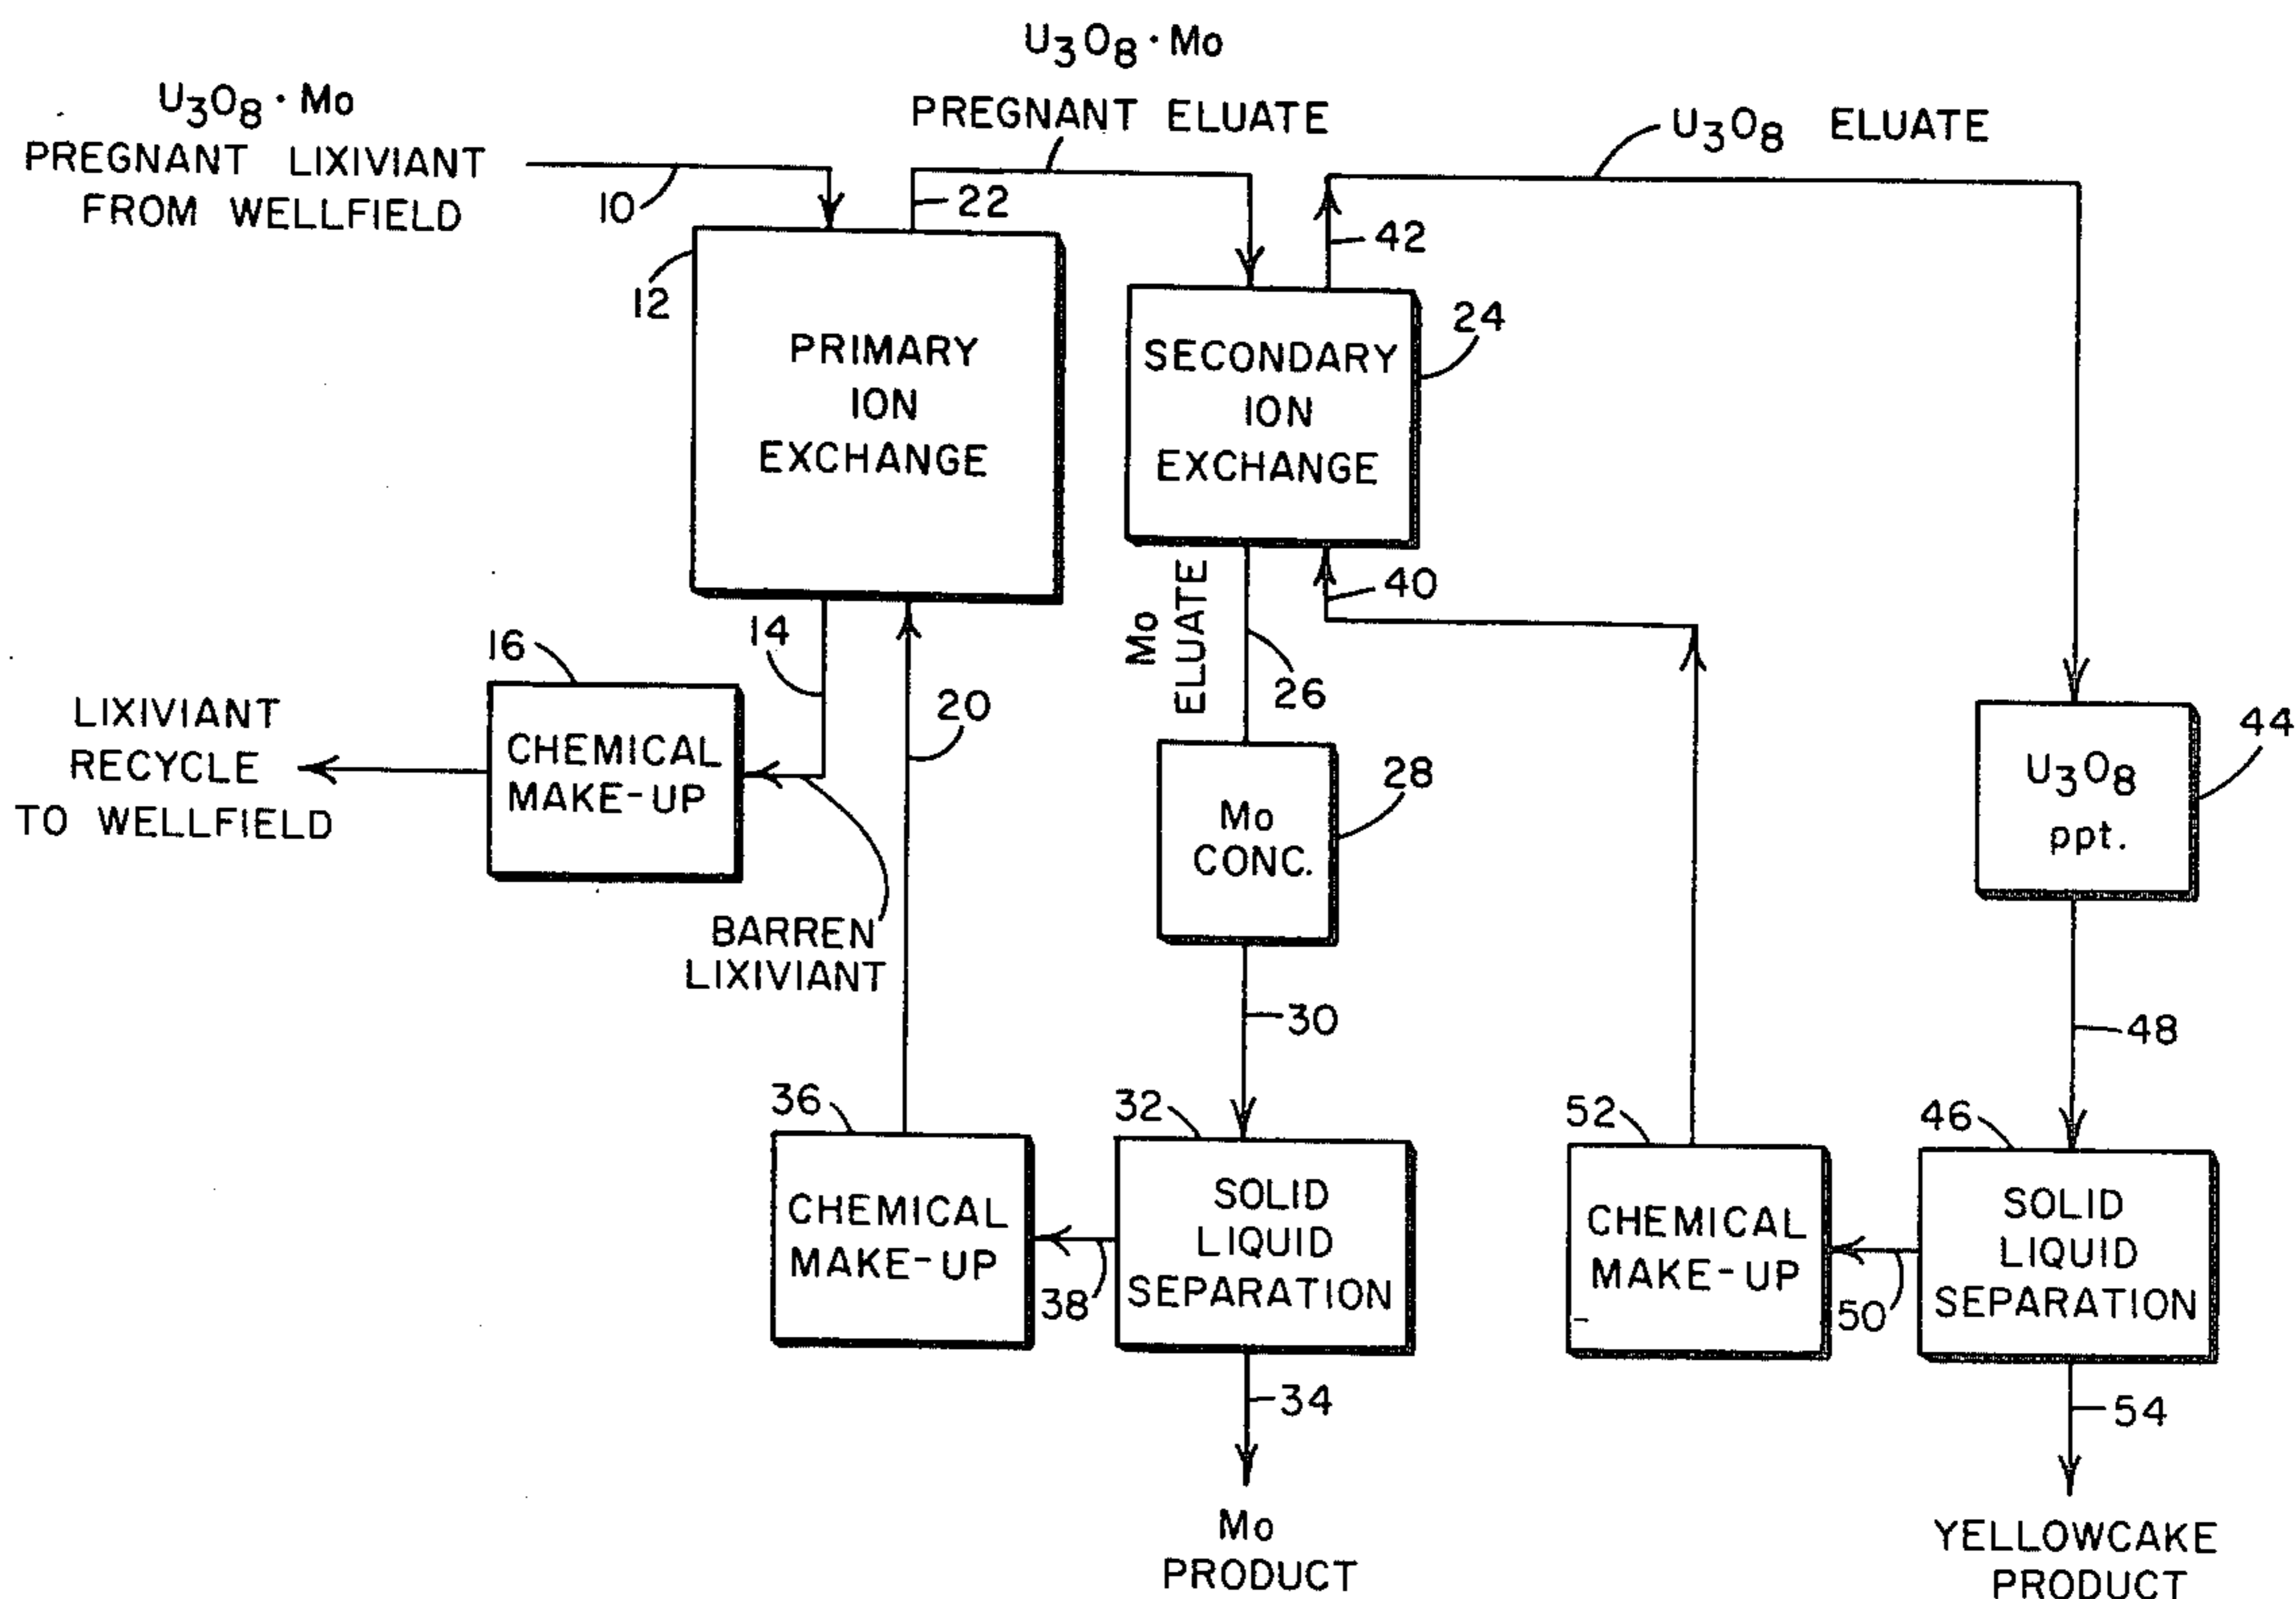 U₃O₈·Mo
PREGNANT LIXIVIANT
FROM WELLFIELD
10
U₃O₈·Mo
PREGNANT ELUATE
22
U₃O₈ ELUATE
42
12
PRIMARY
ION
EXCHANGE
SECONDARY
ION
EXCHANGE
24
14
20
16
CHEMICAL
MAKE-UP
LIXIVIANT
RECYCLE
TO WELLFIELD
BARREN
LIXIVIANT
Mo
ELUATE
26
40
Mo
CONC.
28
U₃O₈
ppt.
44
30
48
36
CHEMICAL
MAKE-UP
38
32
SOLID
LIQUID
SEPARATION
34
Mo
PRODUCT
52
CHEMICAL
MAKE-UP
50
46
SOLID
LIQUID
SEPARATION
54
YELLOWCAKE
PRODUCT